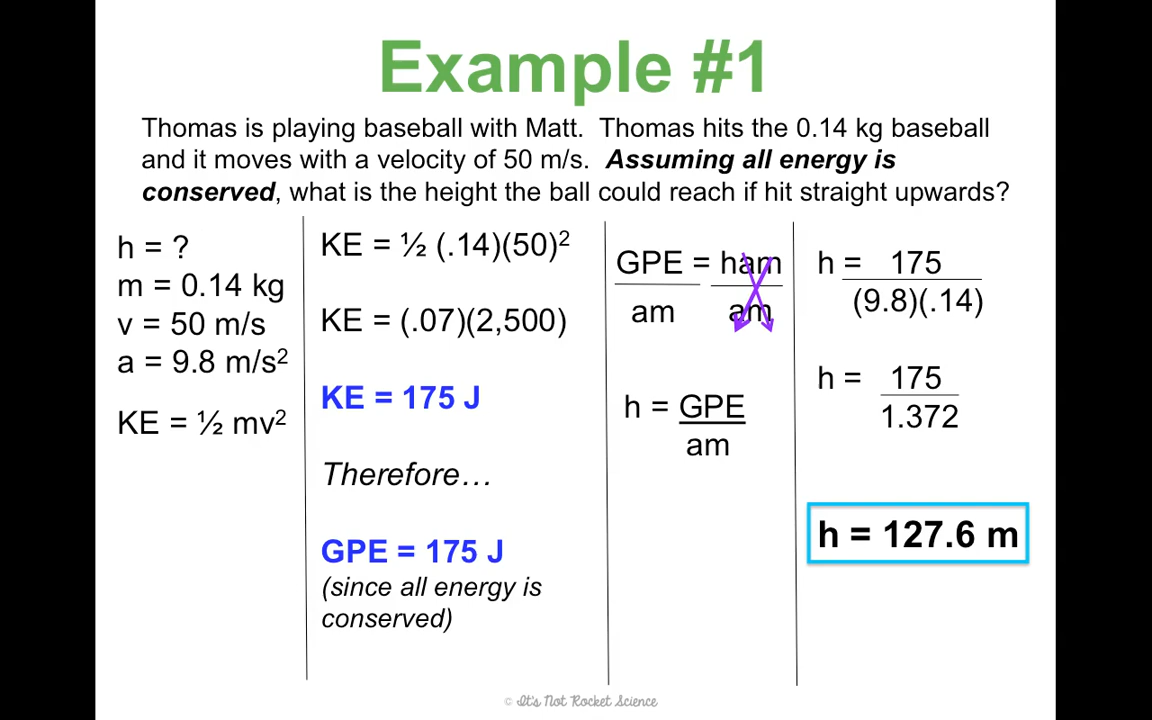 Example #1
Thomas is playing baseball with Matt.  Thomas hits the 0.14 kg baseball
and it moves with a velocity of 50 m/s.  Assuming all energy is
conserved, what is the height the ball could reach if hit straight upwards?
h = ?
m = 0.14 kg
v = 50 m/s
a = 9.8 m/s²
KE = ½ mv²
KE = ½ (.14)(50)²
KE = (.07)(2,500)
KE = 175 J
Therefore…
GPE = 175 J
(since all energy is
conserved)
GPE = ham
am am
h = GPE
am
h = 175
(9.8)(.14)
h = 175
1.372
h = 127.6 m
© It's Not Rocket Science